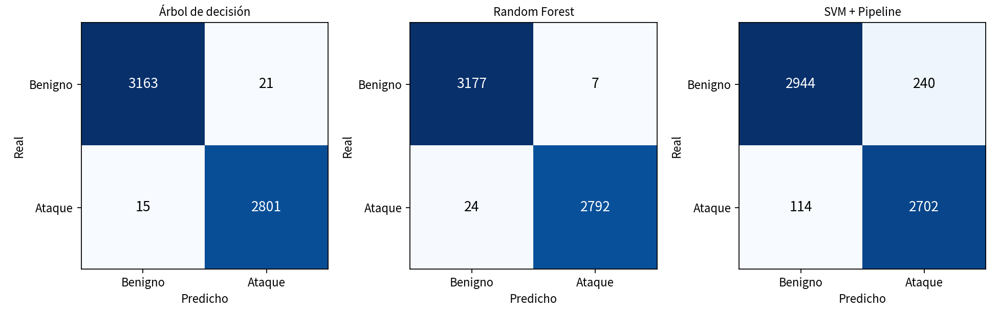 Árbol de decisión
Benigno
Ataque
Real
3163
21
15
2801
Benigno
Ataque
Predicho
Random Forest
Benigno
Ataque
Real
3177
7
24
2792
Benigno
Ataque
Predicho
SVM + Pipeline
Benigno
Ataque
Real
2944
240
114
2702
Benigno
Ataque
Predicho